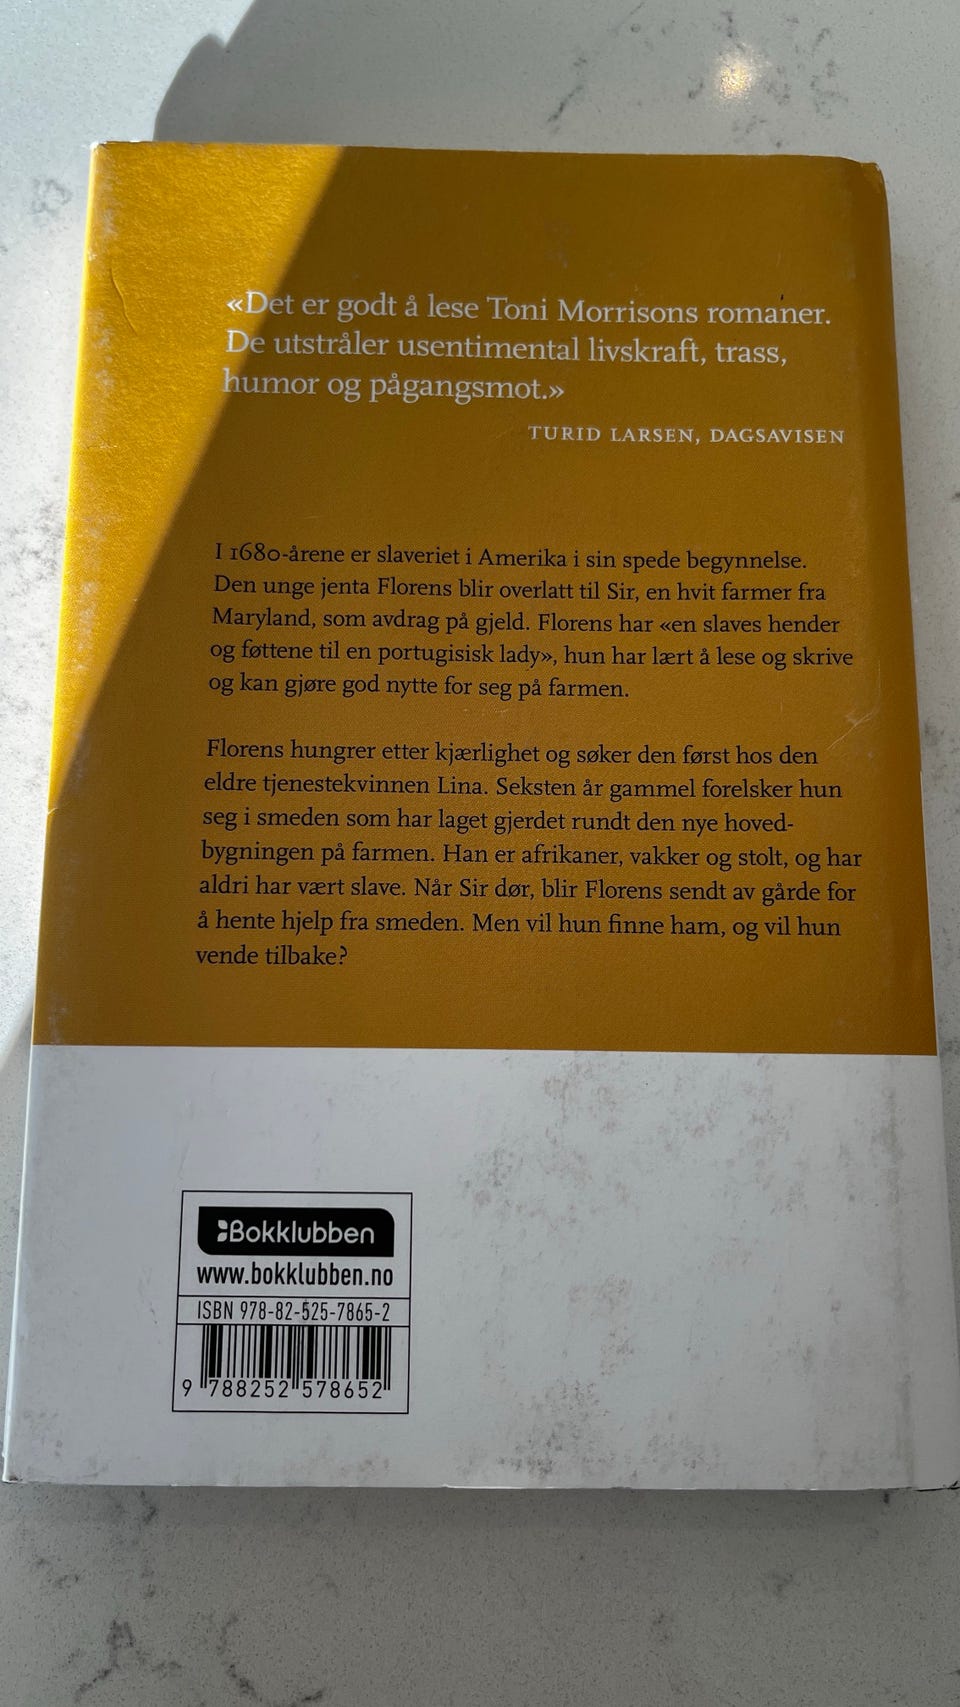 «Det er godt å lese Toni Morrisons romaner.
De utstråler usentimental livskraft, trass,
humor og pågangsmot.»
TURID LARSEN, DAGSAVISEN
I 1680-årene er slaveriet i Amerika i sin spede begynnelse.
Den unge jenta Florens blir overlatt til Sir, en hvit farmer fra
Maryland, som avdrag på gjeld. Florens har «en slaves hender
og føttene til en portugisisk lady», hun har lært å lese og skrive
og kan gjøre god nytte for seg på farmen.
Florens hungrer etter kjærlighet og søker den først hos den
eldre tjenestekvinnen Lina. Seksten år gammel forelsker hun
seg i smeden som har laget gjerdet rundt den nye hoved-
bygningen på farmen. Han er afrikaner, vakker og stolt, og har
aldri har vært slave. Når Sir dør, blir Florens sendt av gårde for
å hente hjelp fra smeden. Men vil hun finne ham, og vil hun
vende tilbake?
Bokklubben
www.bokklubben.no
ISBN 978-82-525-7865-2
9 788252 578652